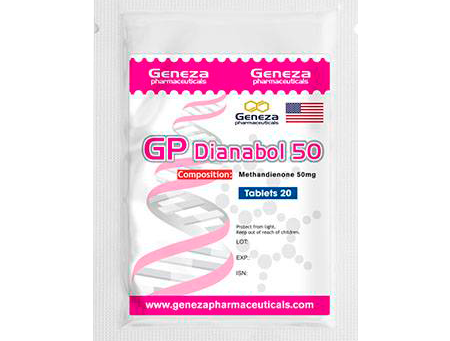 Geneza Geneza
pharmaceuticals pharmaceuticals
Geneza
pharmaceuticals
GP Dianabol 50
Composition: Methandienone 50mg
Tablets 20
Protect from light.
Keep out of reach of children.
LOT:
EXP:
ISN:
www.genezapharmaceuticals.com